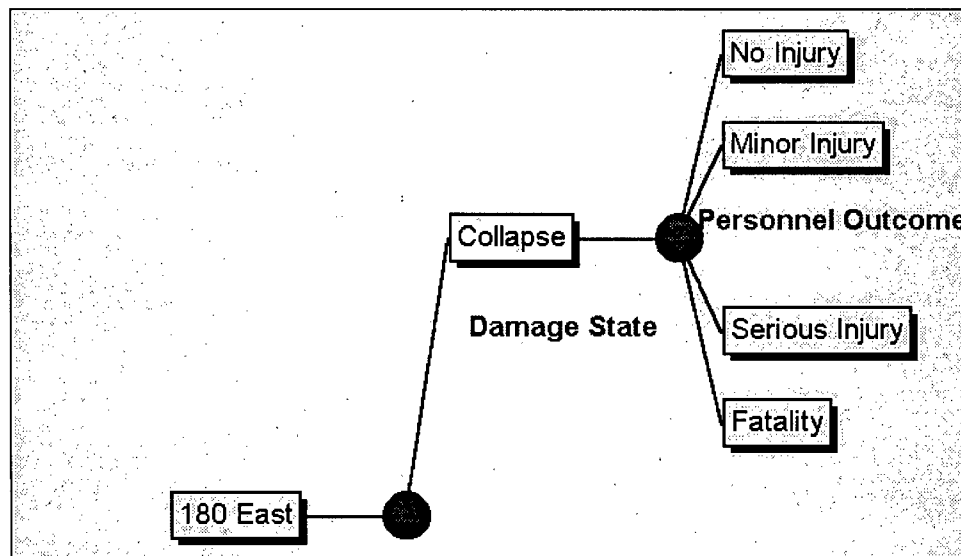 No Injury
Minor Injury
Personnel Outcome
Collapse
Damage State
Serious Injury
Fatality
180 East